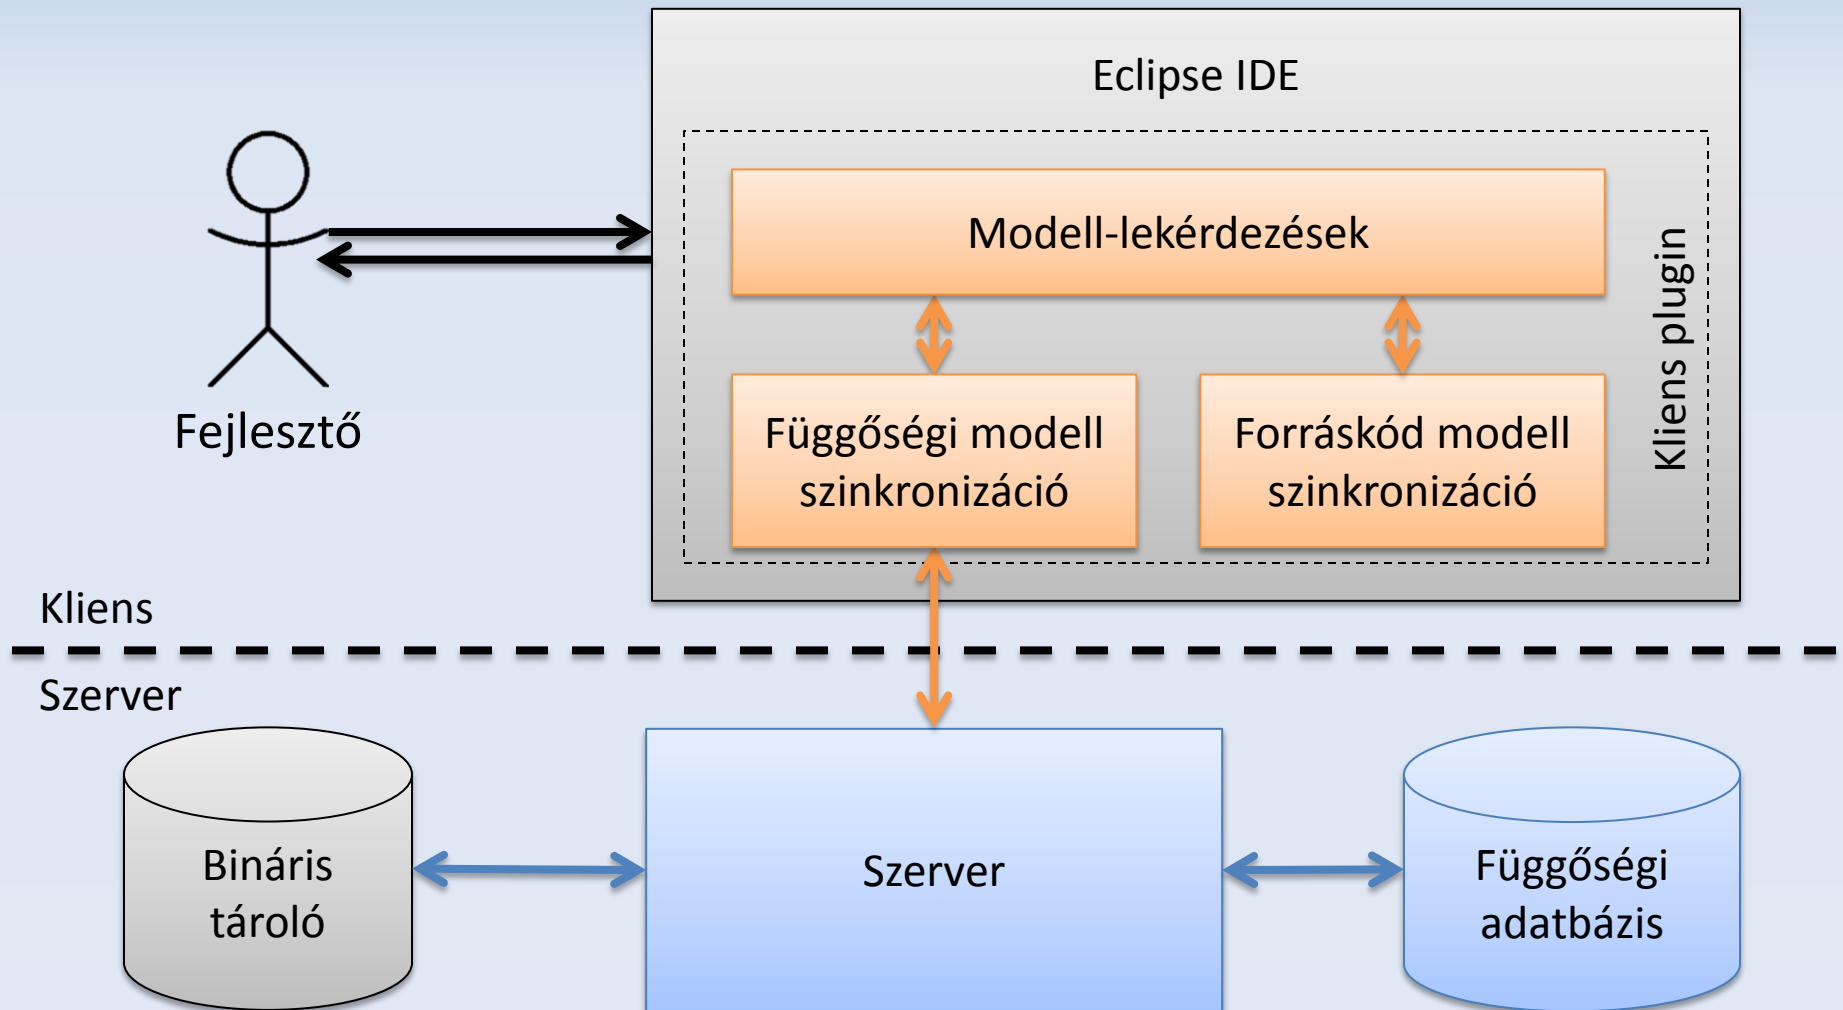 Eclipse IDE
Modell-lekérdezések
Kliens plugin
Függőségi modell
szinkronizáció
Forráskód modell
szinkronizáció
Fejlesztő
Kliens
Szerver
Bináris
tároló
Szerver
Függőségi
adatbázis